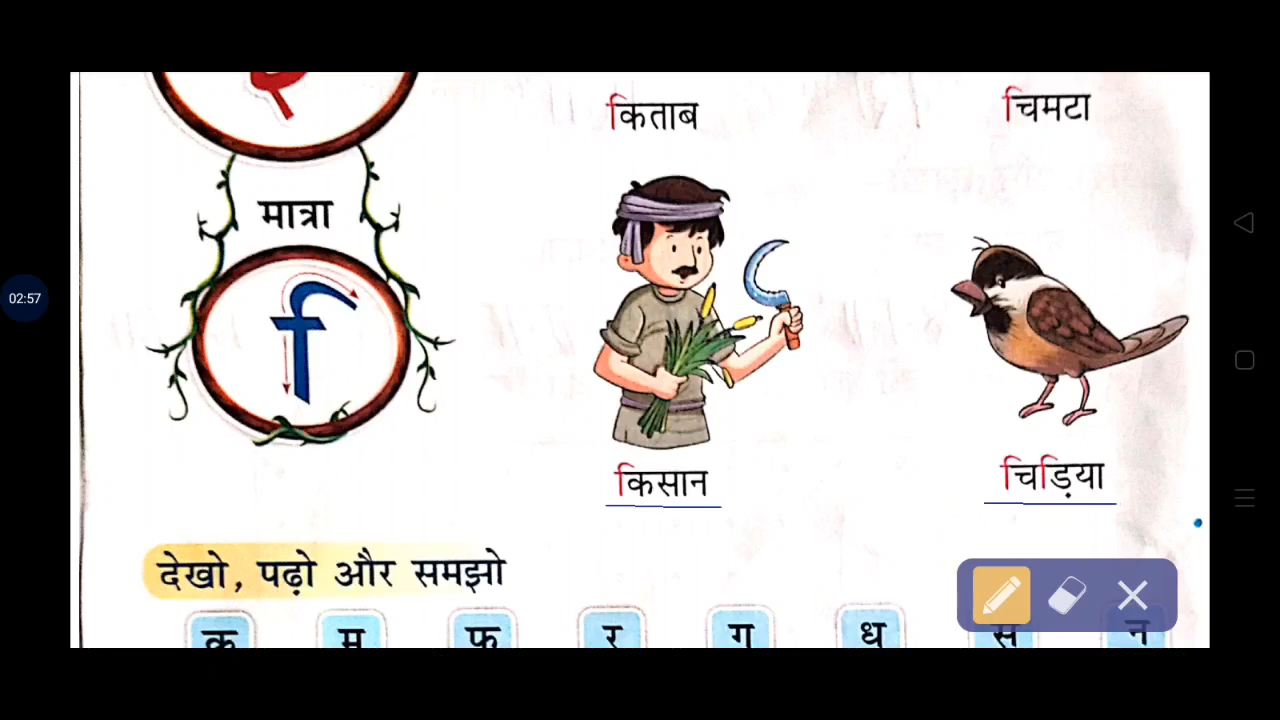 किताब
चिमटा
मात्रा
ि
किसान
चिड़िया
देखो, पढ़ो और समझो
क म फ र ग ध स न
02:57